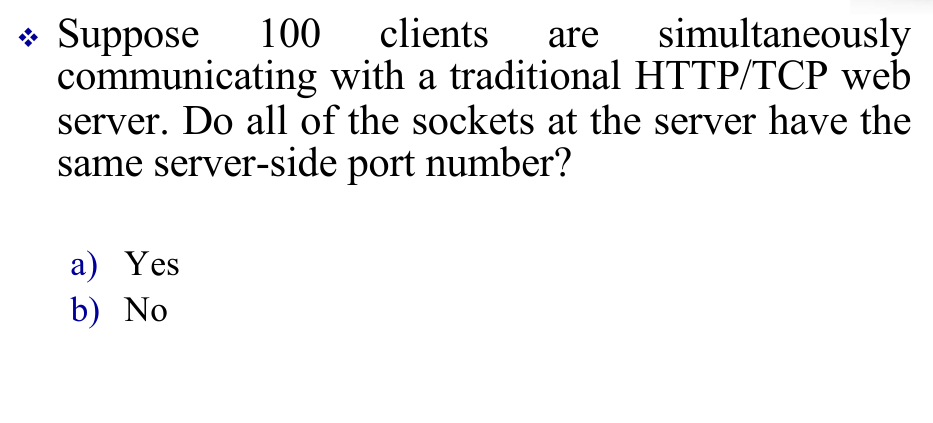 ❖ Suppose 100 clients are simultaneously
communicating with a traditional HTTP/TCP web
server. Do all of the sockets at the server have the
same server-side port number?
a) Yes
b) No